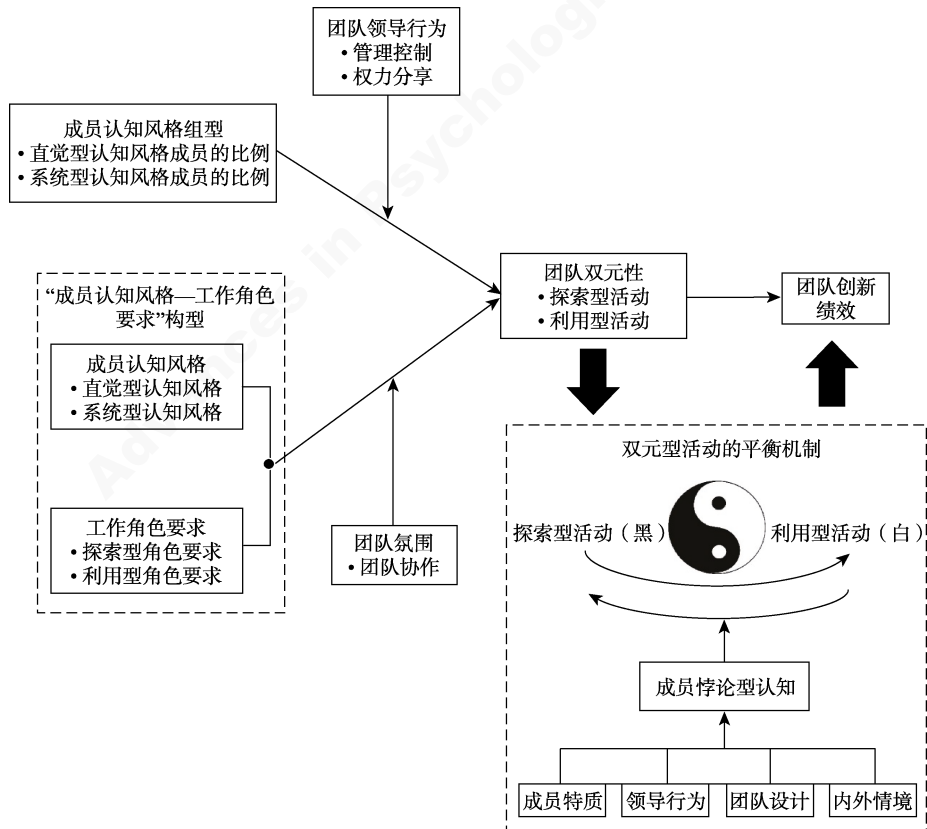 团队领导行为
• 管理控制
• 权力分享
成员认知风格组型
• 直觉型认知风格成员的比例
• 系统型认知风格成员的比例
“成员认知风格—工作角色
要求”构型
成员认知风格
• 直觉型认知风格
• 系统型认知风格
工作角色要求
• 探索型角色要求
• 利用型角色要求
团队氛围
• 团队协作
团队双元性
• 探索型活动
• 利用型活动
团队创新
绩效
双元型活动的平衡机制
探索型活动（黑）
利用型活动（白）
成员悖论型认知
成员特质
领导行为
团队设计
内外情境
Advances in Psychologi